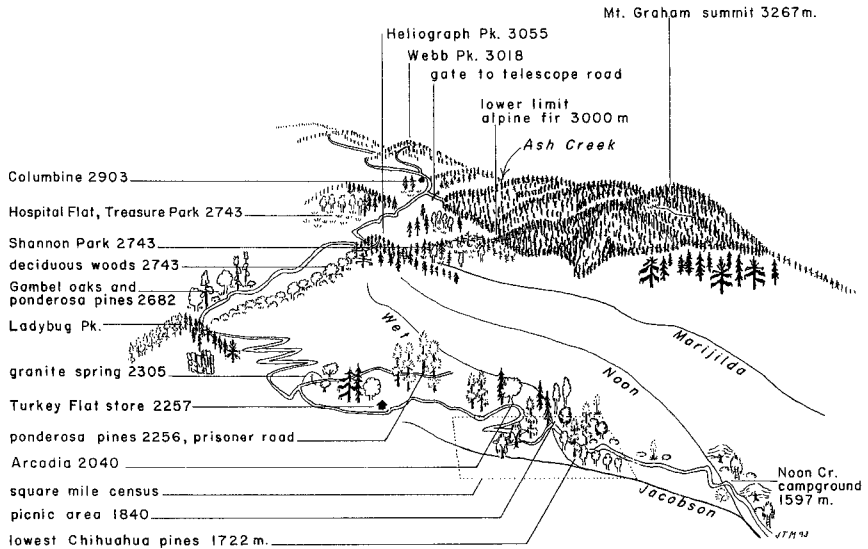 Mt. Graham summit 3267m.
Heliograph Pk. 3055
Webb Pk. 3018
gate to telescope road
lower limit
alpine fir 3000 m
Ash Creek
Columbine 2903
Hospital Flat, Treasure Park 2743
Shannon Park 2743
deciduous woods 2743
Gambel oaks and
ponderosa pines 2682
Ladybug Pk.
granite spring 2305
Turkey Flat store 2257
ponderosa pines 2256, prisoner road
Arcadia 2040
square mile census
picnic area 1840
lowest Chihuahua pines 1722 m.
Wet
Noon
Marijilda
Jacobson
Noon Cr.
campground
1597 m.
JTM 93